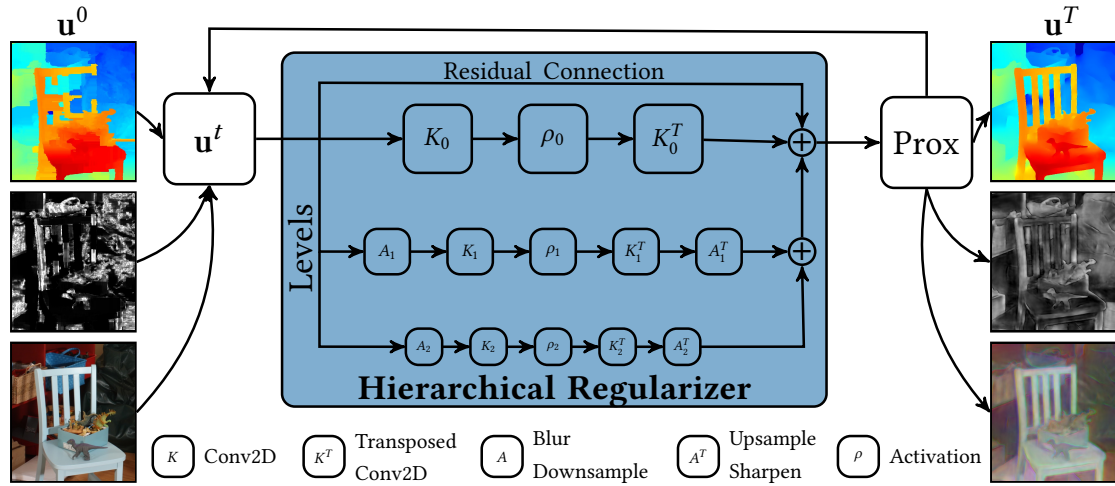 u^0
u^T
Residual Connection
u^t
K_0
ρ_0
K_0^T
Prox
Levels
A_1
K_1
ρ_1
K_1^T
A_1^T
A_2
K_2
ρ_2
K_2^T
A_2^T
Hierarchical Regularizer
K
Conv2D
K^T
Transposed
Conv2D
A
Blur
Downsample
A^T
Upsample
Sharpen
ρ
Activation